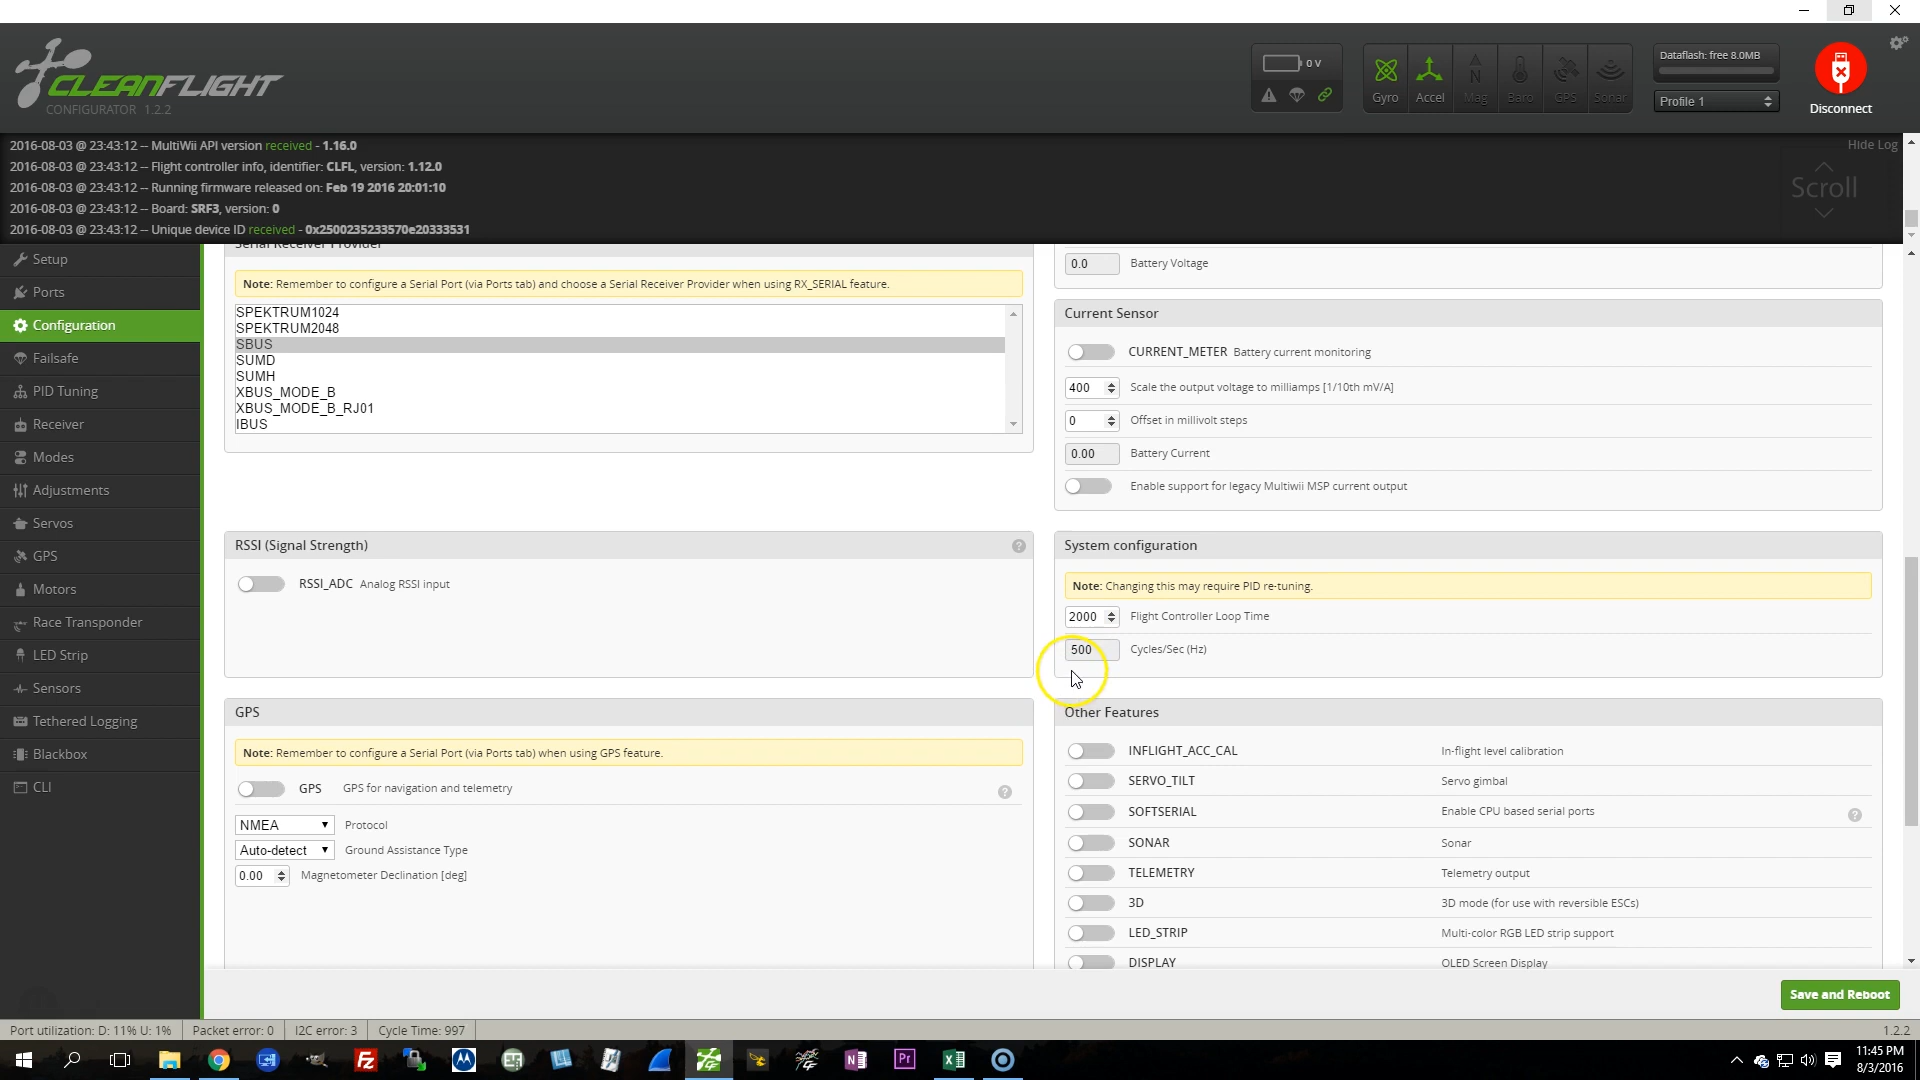 CLEANFLIGHT
CONFIGURATOR 1.2.2
0 V
Gyro
Accel
Mag
Baro
GPS
Sonar
Dataflash: free 8.0MB
Profile 1
Disconnect
2016-08-03 @ 23:43:12 -- MultiWii API version received - 1.16.0
2016-08-03 @ 23:43:12 -- Flight controller info, identifier: CLFL, version: 1.12.0
2016-08-03 @ 23:43:12 -- Running firmware released on: Feb 19 2016 20:01:10
2016-08-03 @ 23:43:12 -- Board: SRF3, version: 0
2016-08-03 @ 23:43:12 -- Unique device ID received - 0x2500235233570e20333531
Hide Log
Scroll
Setup
Ports
Configuration
Failsafe
PID Tuning
Receiver
Modes
Adjustments
Servos
GPS
Motors
Race Transponder
LED Strip
Sensors
Tethered Logging
Blackbox
CLI
Serial Receiver Provider
Note: Remember to configure a Serial Port (via Ports tab) and choose a Serial Receiver Provider when using RX_SERIAL feature.
SPEKTRUM1024
SPEKTRUM2048
SBUS
SUMD
SUMH
XBUS_MODE_B
XBUS_MODE_B_RJ01
IBUS
0.0 Battery Voltage
Current Sensor
CURRENT_METER Battery current monitoring
400 Scale the output voltage to milliamps [1/10th mV/A]
0 Offset in millivolt steps
0.00 Battery Current
Enable support for legacy Multiwii MSP current output
RSSI (Signal Strength)
RSSI_ADC Analog RSSI input
System configuration
Note: Changing this may require PID re-tuning.
2000 Flight Controller Loop Time
500 Cycles/Sec (Hz)
GPS
Note: Remember to configure a Serial Port (via Ports tab) when using GPS feature.
GPS GPS for navigation and telemetry
NMEA Protocol
Auto-detect Ground Assistance Type
0.00 Magnetometer Declination [deg]
Other Features
INFLIGHT_ACC_CAL In-flight level calibration
SERVO_TILT Servo gimbal
SOFTSERIAL Enable CPU based serial ports
SONAR Sonar
TELEMETRY Telemetry output
3D 3D mode (for use with reversible ESCs)
LED_STRIP Multi-color RGB LED strip support
DISPLAY OLED Screen Display
Save and Reboot
Port utilization: D: 11% U: 1% Packet error: 0 I2C error: 3 Cycle Time: 997 1.2.2
11:45 PM
8/3/2016